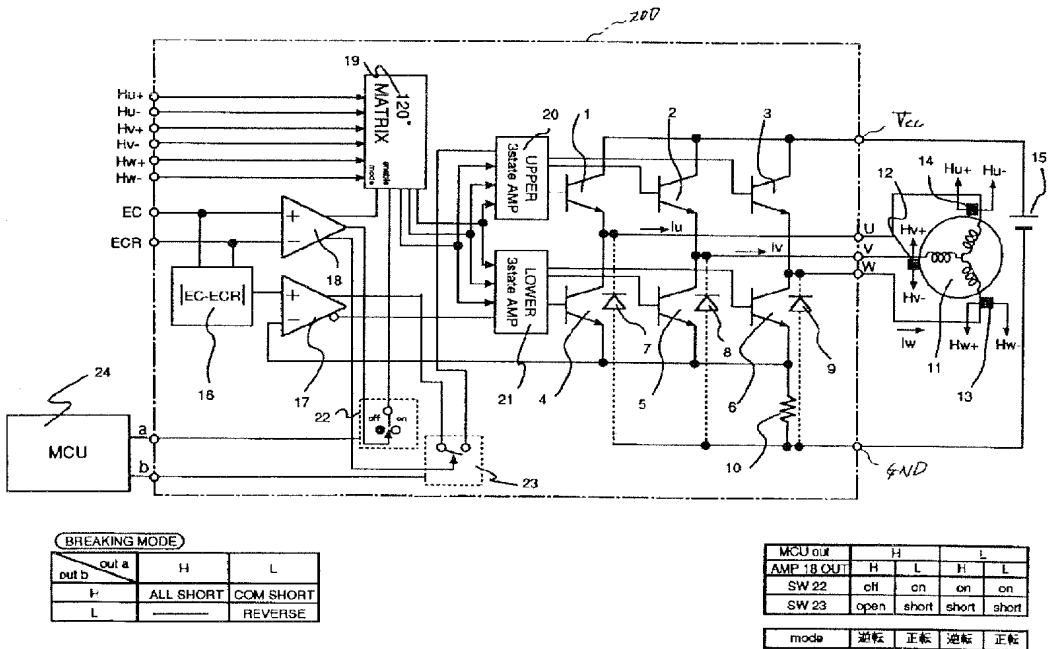 200
19
MATRIX
120°
enable
mode
Hu+
Hu-
Hv+
Hv-
Hw+
Hw-
EC
ECR
+
−
18
|EC-ECR|
16
+
−
17
20
UPPER
3state AMP
LOWER
3state AMP
21
1
2
3
4
5
6
7
8
9
10
Iu
Iv
Iw
U
V
W
Vcc
GND
15
14
Hu+
Hu-
12
Hv+
Hv-
11
Hw+
Hw-
13
22
off
on
23
24
MCU
a
b
BREAKING MODE
out a
out b
H
L
H
ALL SHORT
COM SHORT
L
REVERSE
MCU out H L
AMP 18 OUT H L H L
SW 22 off on on on
SW 23 open short short short
mode 逆転 正転 逆転 正転